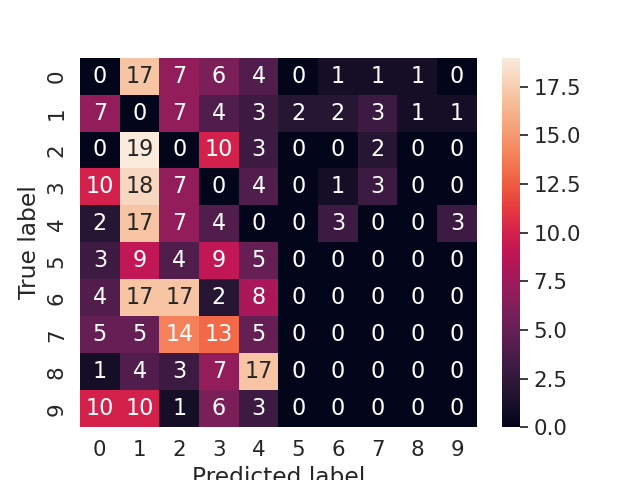 0 0 17 7 6 4 0 1 1 1 0
1 7 0 7 4 3 2 2 3 1 1
2 0 19 0 10 3 0 0 2 0 0
3 10 18 7 0 4 0 1 3 0 0
4 2 17 7 4 0 0 3 0 0 3
5 3 9 4 9 5 0 0 0 0 0
6 4 17 17 2 8 0 0 0 0 0
7 5 5 14 13 5 0 0 0 0 0
8 1 4 3 7 17 0 0 0 0 0
9 10 10 1 6 3 0 0 0 0 0
0 1 2 3 4 5 6 7 8 9
True label
Predicted label
17.5
15.0
12.5
10.0
7.5
5.0
2.5
0.0